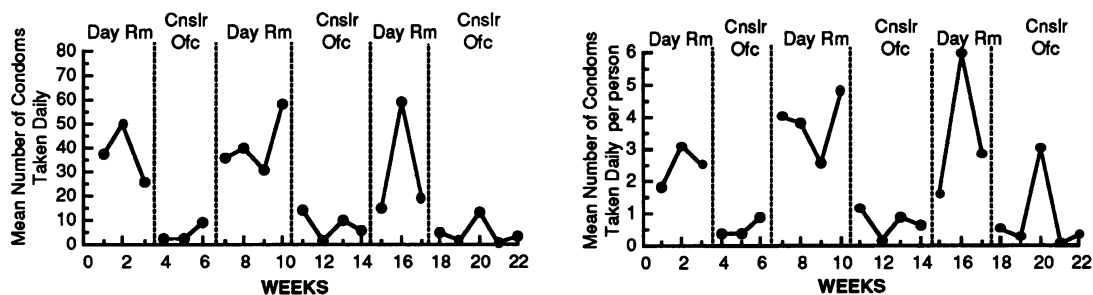 Day Rm
Cnslr
Ofc
Day Rm
Cnslr
Ofc
Day Rm
Cnslr
Ofc
Mean Number of Condoms
Taken Daily
80
70
60
50
40
30
20
10
0
0 2 4 6 8 10 12 14 16 18 20 22
WEEKS
Day Rm
Cnslr
Ofc
Day Rm
Cnslr
Ofc
Day Rm
Cnslr
Ofc
Mean Number of Condoms
Taken Daily per person
6
5
4
3
2
1
0
0 2 4 6 8 10 12 14 16 18 20 22
WEEKS